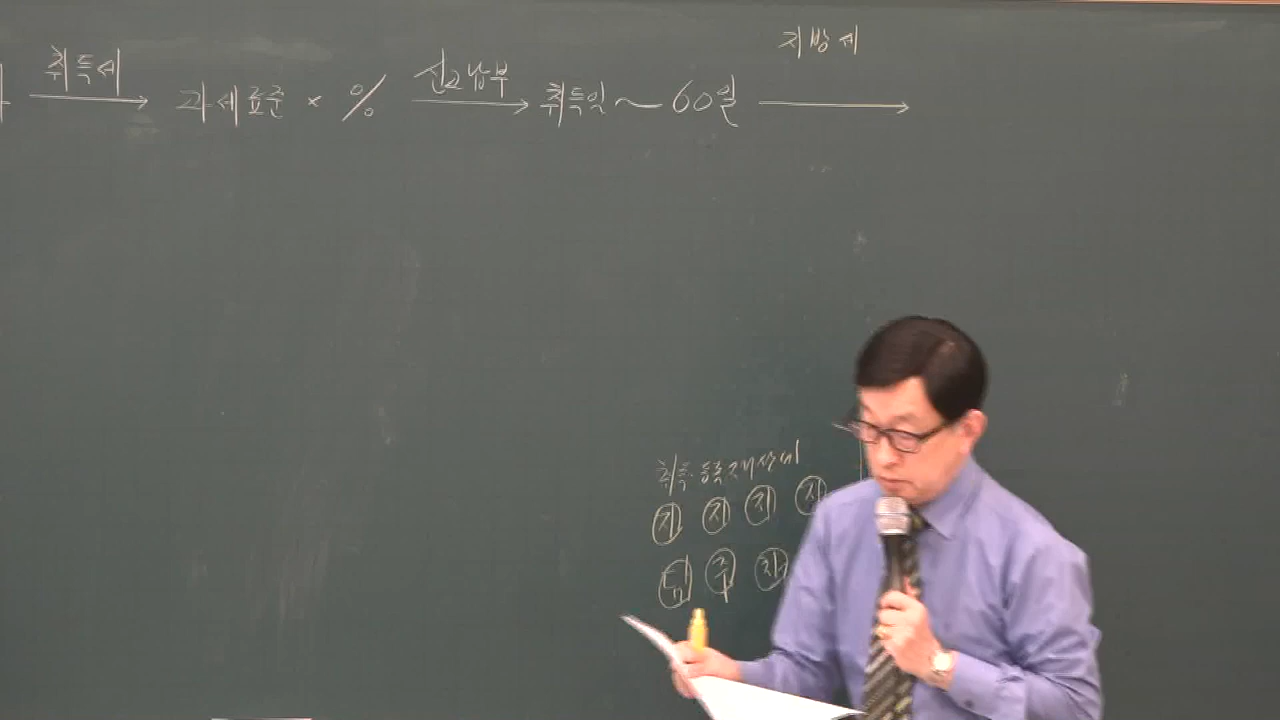 취득세 신고납부 지방세
과세표준 × % 취득일 ~ 60일
취득 등록 재산세
지 지 지 지